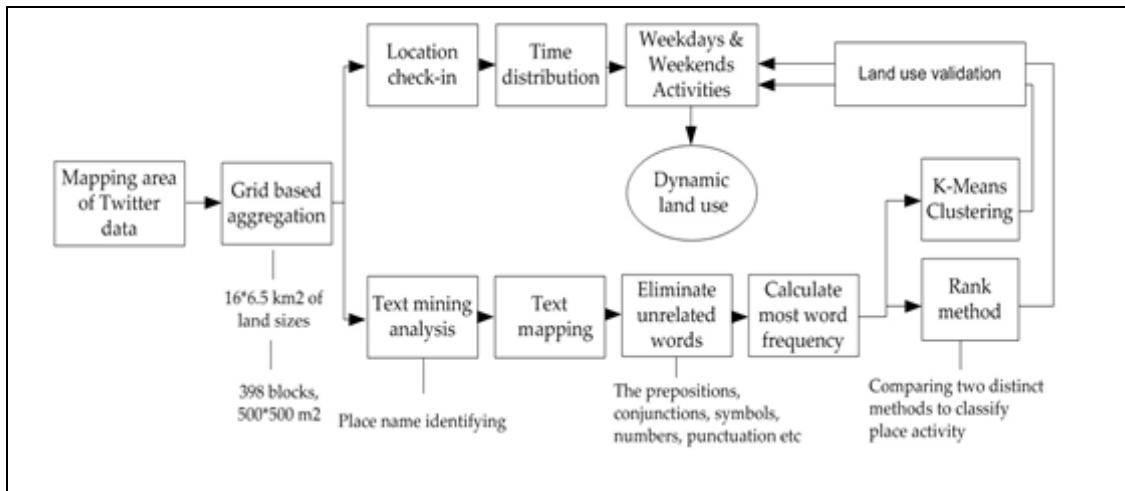 Location
check-in
Time
distribution
Weekdays &
Weekends
Activities
Land use validation
Mapping area
of Twitter
data
Grid based
aggregation
Dynamic
land use
K-Means
Clustering
16*6.5 km2 of
land sizes
398 blocks,
500*500 m2
Text mining
analysis
Text
mapping
Eliminate
unrelated
words
Calculate
most word
frequency
Rank
method
Place name identifying
The prepositions,
conjunctions, symbols,
numbers, punctuation etc
Comparing two distinct
methods to classify
place activity